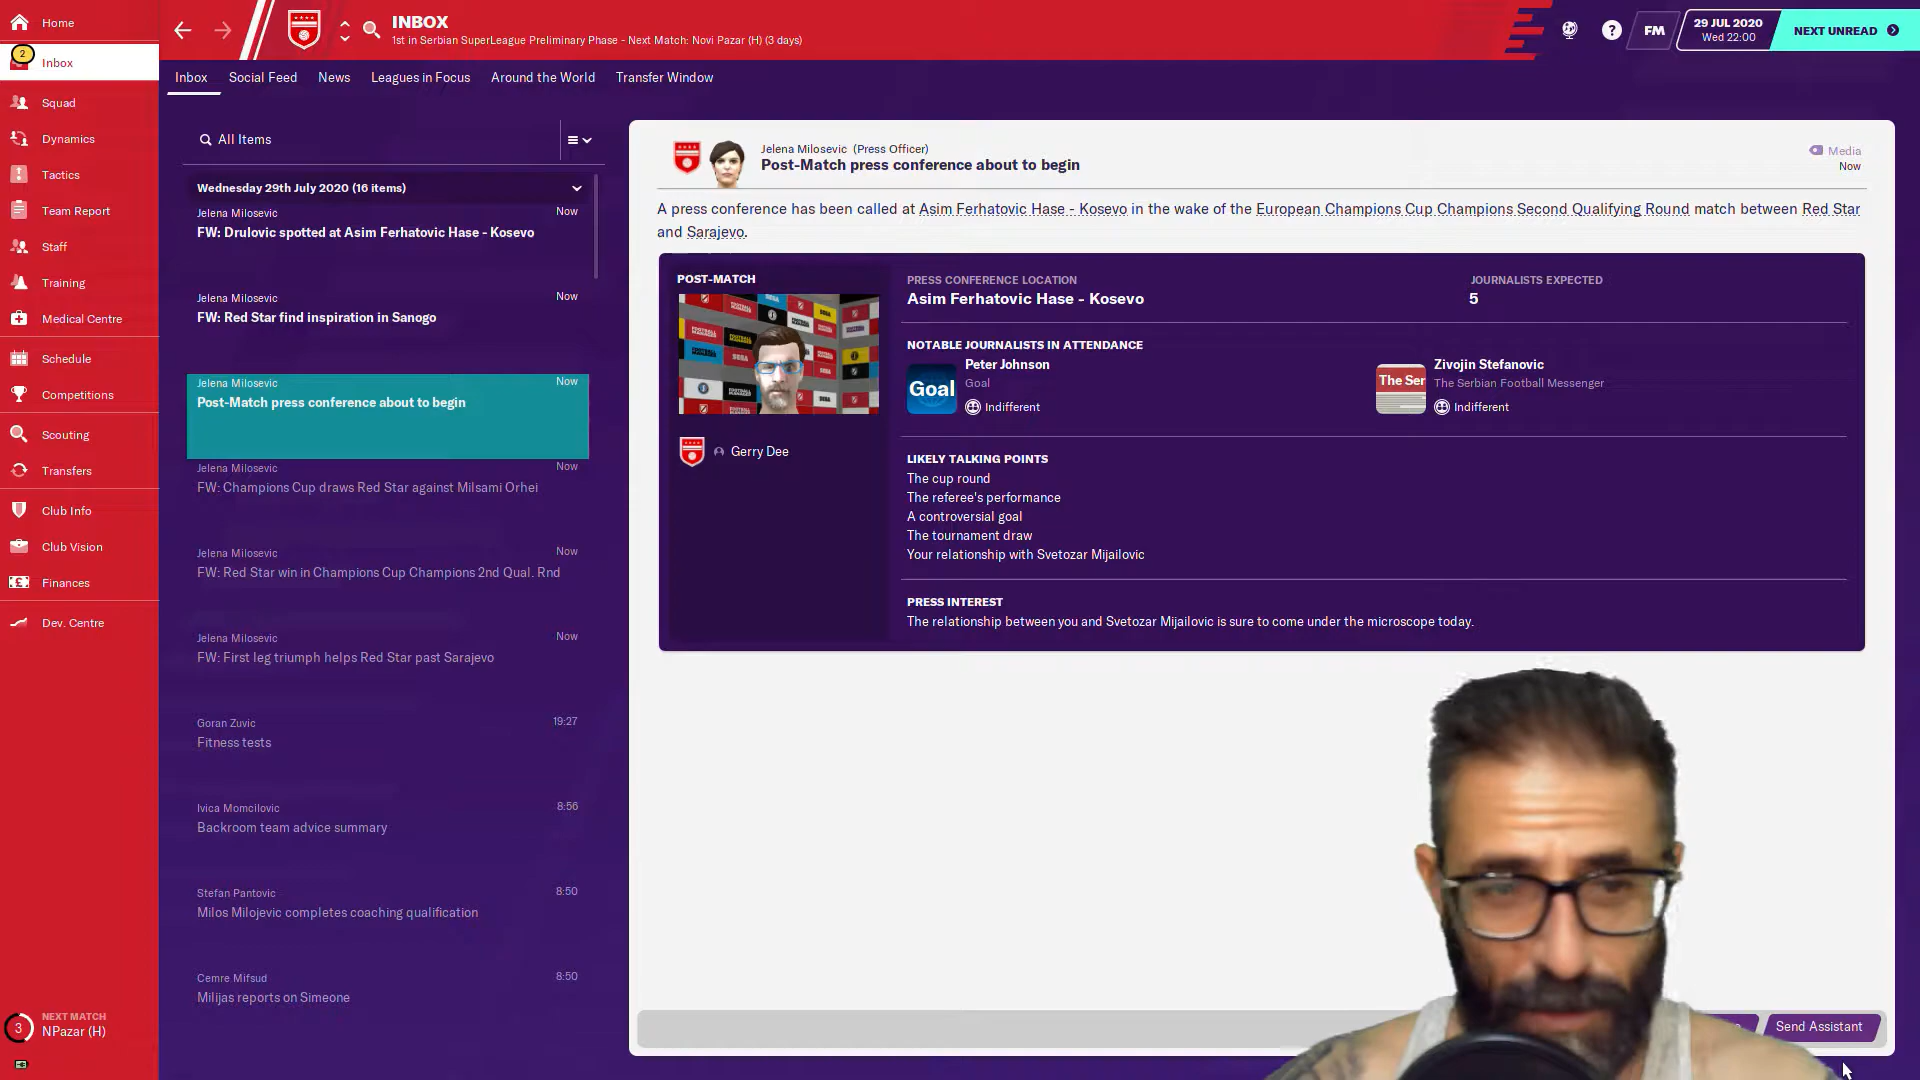 Home
2
Inbox
Squad
Dynamics
Tactics
Team Report
Staff
Training
Medical Centre
Schedule
Competitions
Scouting
Transfers
Club Info
Club Vision
Finances
Dev. Centre
3
NEXT MATCH
NPazar (H)
INBOX
1st in Serbian SuperLeague Preliminary Phase - Next Match: Novi Pazar (H) (3 days)
?
FM
29 JUL 2020
Wed 22:00
NEXT UNREAD
Inbox
Social Feed
News
Leagues in Focus
Around the World
Transfer Window
All Items
Wednesday 29th July 2020 (16 items)
Jelena Milosevic Now
FW: Drulovic spotted at Asim Ferhatovic Hase - Kosevo
Jelena Milosevic Now
FW: Red Star find inspiration in Sanogo
Jelena Milosevic Now
Post-Match press conference about to begin
Jelena Milosevic Now
FW: Champions Cup draws Red Star against Milsami Orhei
Jelena Milosevic Now
FW: Red Star win in Champions Cup Champions 2nd Qual. Rnd
Jelena Milosevic Now
FW: First leg triumph helps Red Star past Sarajevo
Goran Zuvic 19:27
Fitness tests
Ivica Momcilovic 8:56
Backroom team advice summary
Stefan Pantovic 8:50
Milos Milojevic completes coaching qualification
Cemre Mifsud 8:50
Milijas reports on Simeone
Jelena Milosevic (Press Officer)
Post-Match press conference about to begin
Media
Now
A press conference has been called at Asim Ferhatovic Hase - Kosevo in the wake of the European Champions Cup Champions Second Qualifying Round match between Red Star
and Sarajevo.
POST-MATCH
Gerry Dee
PRESS CONFERENCE LOCATION
Asim Ferhatovic Hase - Kosevo
JOURNALISTS EXPECTED
5
NOTABLE JOURNALISTS IN ATTENDANCE
Goal
Peter Johnson
Goal
Indifferent
The Ser
Zivojin Stefanovic
The Serbian Football Messenger
Indifferent
LIKELY TALKING POINTS
The cup round
The referee's performance
A controversial goal
The tournament draw
Your relationship with Svetozar Mijailovic
PRESS INTEREST
The relationship between you and Svetozar Mijailovic is sure to come under the microscope today.
Send Assistant